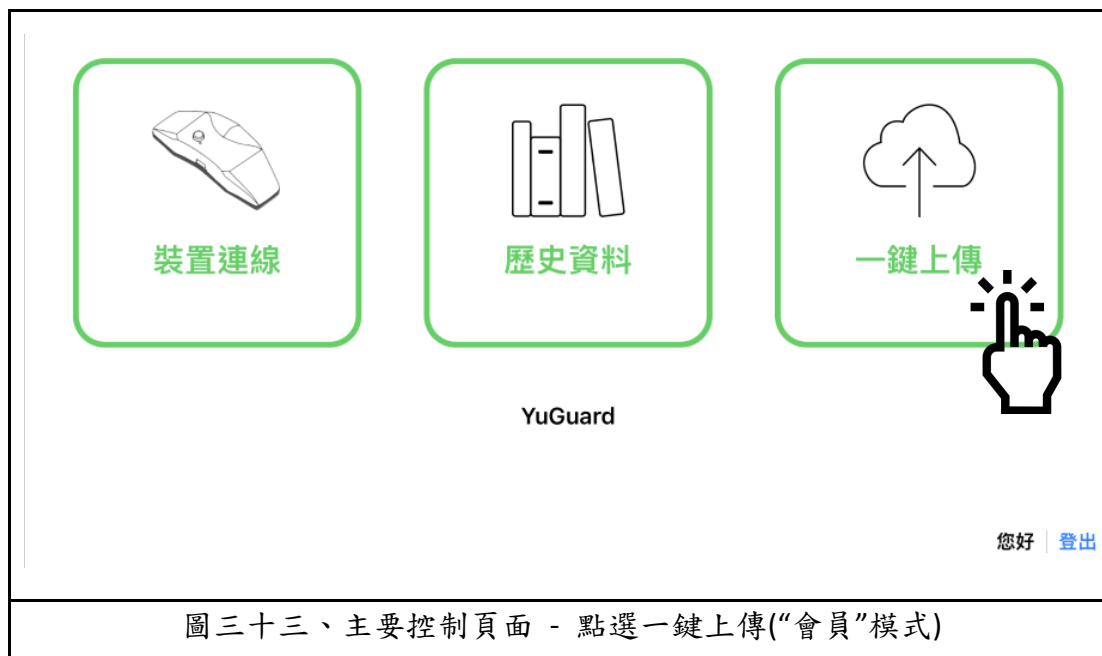 裝置連線
歷史資料
一鍵上傳
YuGuard
您好 登出
圖三十三、主要控制頁面 - 點選一鍵上傳(“會員”模式)